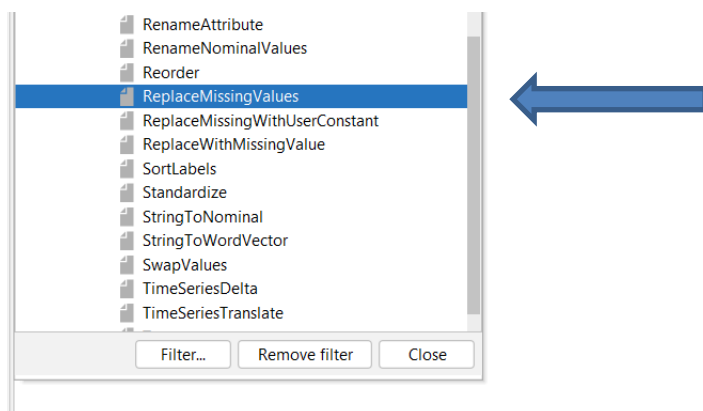 RenameAttribute
RenameNominalValues
Reorder
ReplaceMissingValues
ReplaceMissingWithUserConstant
ReplaceWithMissingValue
SortLabels
Standardize
StringToNominal
StringToWordVector
SwapValues
TimeSeriesDelta
TimeSeriesTranslate
Filter... Remove filter Close